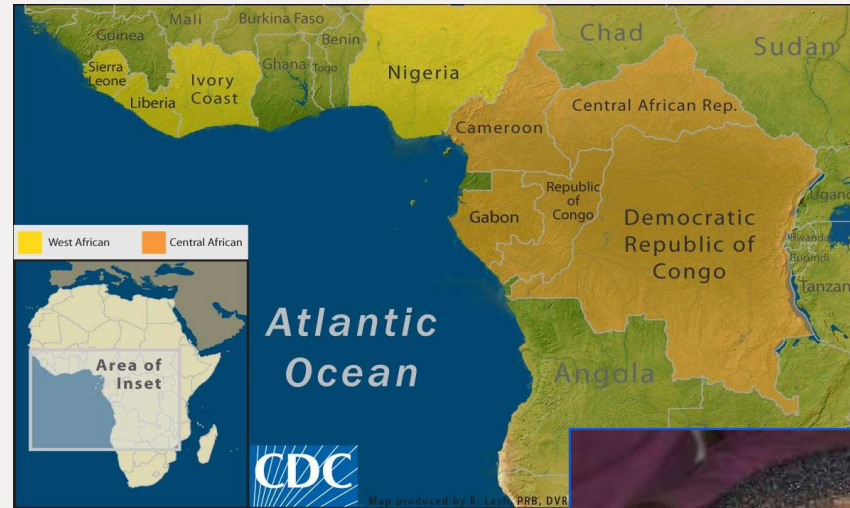 Mali
Burkina Faso
Chad
Sudan
Guinea
Benin
Sierra
Leone
Ivory
Coast
Ghana
Togo
Nigeria
Liberia
Central African Rep.
Cameroon
Republic
of
Congo
Gabon
Democratic
Republic of
Congo
Ugand
Rwanda
Burundi
Tanzan
West African
Central African
Atlantic
Ocean
Area of
Inset
Angola
CDC
Map produced by R. Lash, PRB, DVR